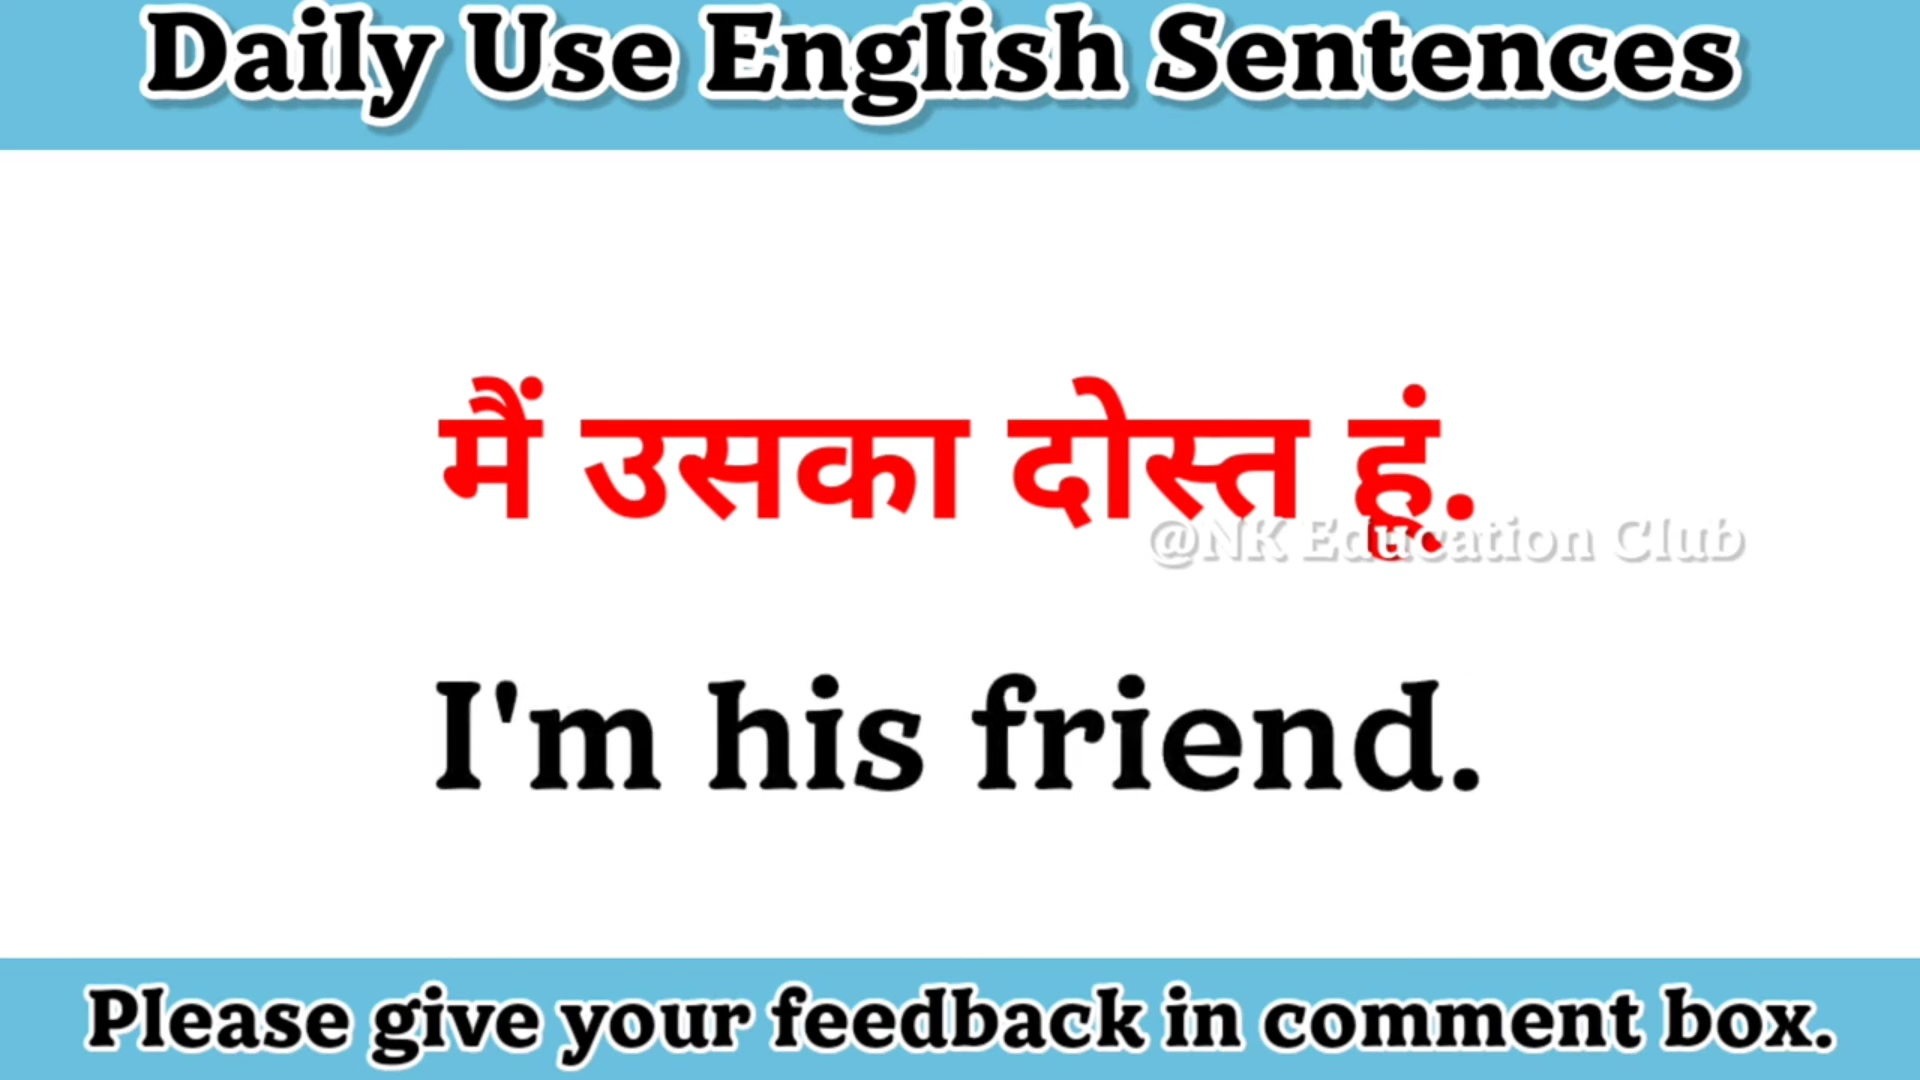 Daily Use English Sentences
मैं उसका दोस्त हूं.
@NK Education Club
I'm his friend.
Please give your feedback in comment box.